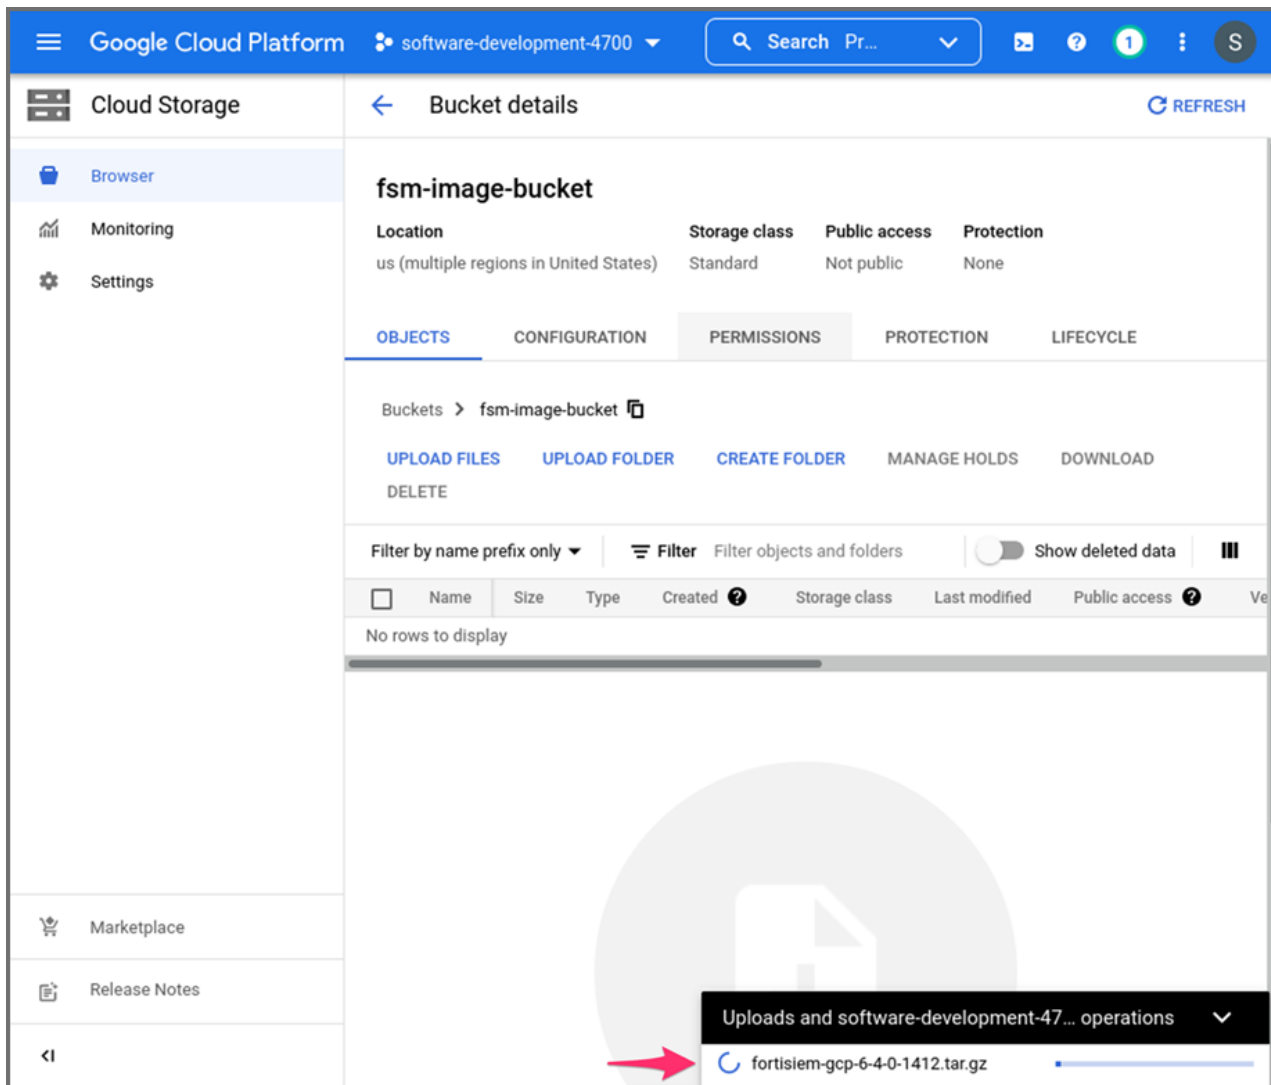 Google Cloud Platform software-development-4700 Search Pr... 1 S
Cloud Storage
Bucket details
REFRESH
Browser
Monitoring
Settings
fsm-image-bucket
Location Storage class Public access Protection
us (multiple regions in United States) Standard Not public None
OBJECTS CONFIGURATION PERMISSIONS PROTECTION LIFECYCLE
Buckets fsm-image-bucket
UPLOAD FILES UPLOAD FOLDER CREATE FOLDER MANAGE HOLDS DOWNLOAD
DELETE
Filter by name prefix only Filter Filter objects and folders Show deleted data
Name Size Type Created Storage class Last modified Public access Ve
No rows to display
Marketplace
Release Notes
Uploads and software-development-47... operations
fortisiem-gcp-6-4-0-1412.tar.gz